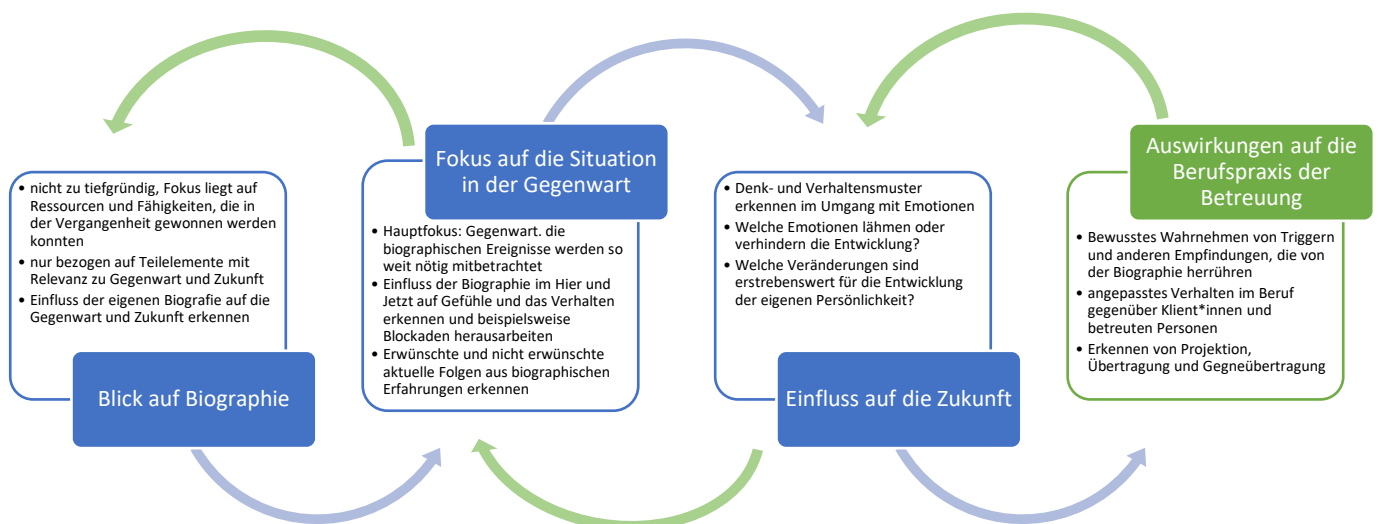 • nicht zu tiefgründig, Fokus liegt auf
Ressourcen und Fähigkeiten, die in
der Vergangenheit gewonnen werden
konnten
• nur bezogen auf Teilelemente mit
Relevanz zu Gegenwart und Zukunft
• Einfluss der eigenen Biografie auf die
Gegenwart und Zukunft erkennen
Blick auf Biographie
Fokus auf die Situation
in der Gegenwart
• Hauptfokus: Gegenwart. die
biographischen Ereignisse werden so
weit nötig mitbetrachtet
• Einfluss der Biographie im Hier und
Jetzt auf Gefühle und das Verhalten
erkennen und beispielsweise
Blockaden herausarbeiten
• Erwünschte und nicht erwünschte
aktuelle Folgen aus biographischen
Erfahrungen erkennen
• Denk- und Verhaltensmuster
erkennen im Umgang mit Emotionen
• Welche Emotionen lähmen oder
verhindern die Entwicklung?
• Welche Veränderungen sind
erstrebenswert für die Entwicklung
der eigenen Persönlichkeit?
Einfluss auf die Zukunft
Auswirkungen auf die
Berufspraxis der
Betreuung
• Bewusstes Wahrnehmen von Triggern
und anderen Empfindungen, die von
der Biographie herrühren
• angepasstes Verhalten im Beruf
gegenüber Klient*innen und
betreuten Personen
• Erkennen von Projektion,
Übertragung und Gegneübertragung